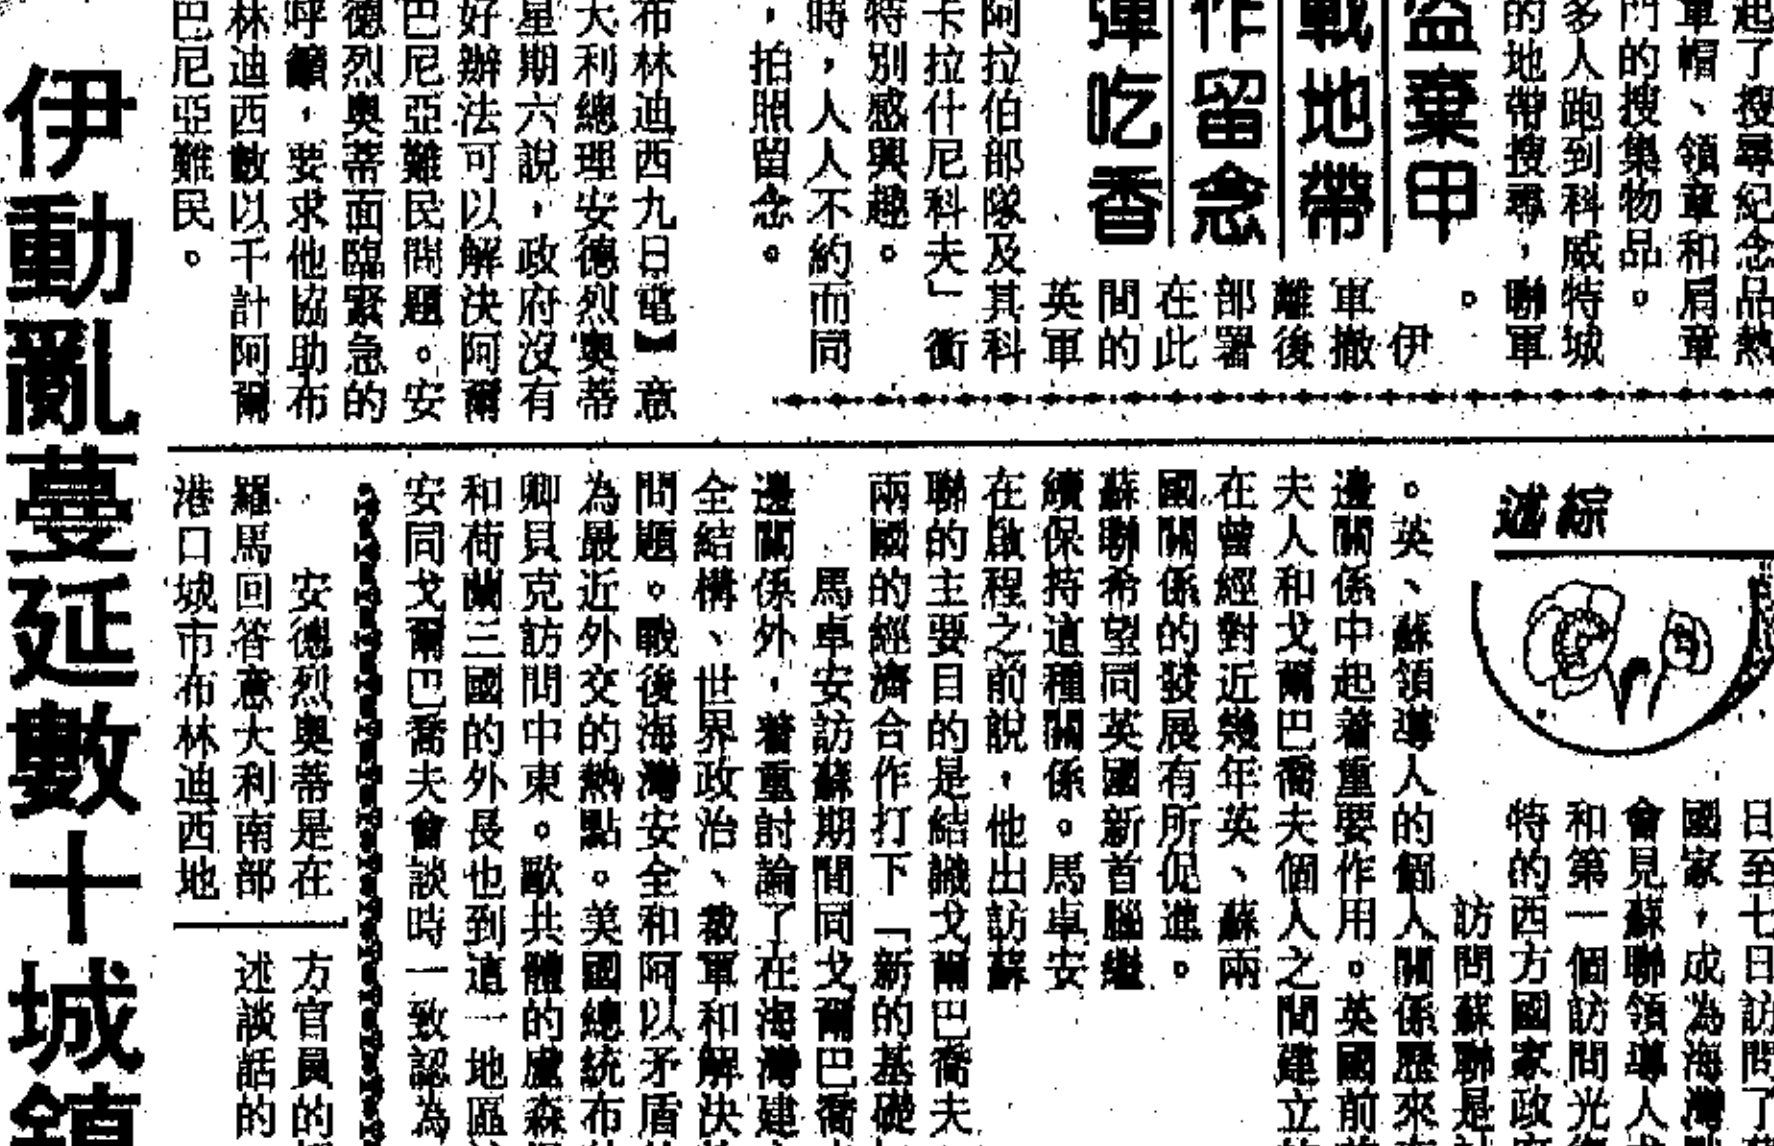 起了搜尋紀念品熱
軍帽、領章和肩章
門的搜集物品。
多人跑到科威特城
的地帶搜尋,聯軍
。
盔棄甲
戰地帶
作留念
彈吃香
伊
軍撤
離後
部署
在此
間的
英軍
阿拉伯部隊及其科
卡拉什尼科夫」衝
特別感興趣。
時,人人不約而同
,拍照留念。
布林迪西九日電】意
大利總理安德烈奧蒂
星期六說,政府沒有
好辦法可以解決阿爾
巴尼亞難民問題。安
德烈奧蒂面臨緊急的
呼籲,要求他協助布
林迪西數以千計阿爾
巴尼亞難民。
綜述
日至七日訪問了
國家,成為海灣
會見蘇聯領導人
和第一個訪問光
特的西方國家政
訪問蘇聯是
。英、蘇領導人的個人關係歷來
邊關係中起着重要作用。英國前
夫人和戈爾巴喬夫個人之間建立
在曾經對近幾年英、蘇兩
國關係的發展有所促進。
蘇聯希望同英國新首腦繼
續保持這種關係。馬卓安
在啟程之前說,他出訪蘇
聯的主要目的是結識戈爾巴喬夫
兩國的經濟合作打下「新的基礎
馬卓安訪蘇期間同戈爾巴喬
邊關係外,着重討論了在海灣建
全結構、世界政治、裁軍和解決
問題。戰後海灣安全和阿以矛盾
為最近外交的熱點。美國總統布
卿貝克訪問中東。歐共體的盧森
和荷蘭三國的外長也到這一地區
安同戈爾巴喬夫會談時一致認為
安德烈奧蒂是在
羅馬回答意大利南部
港口城市布林迪西地
方官員的
述談話的
伊動亂蔓延數十城鎮